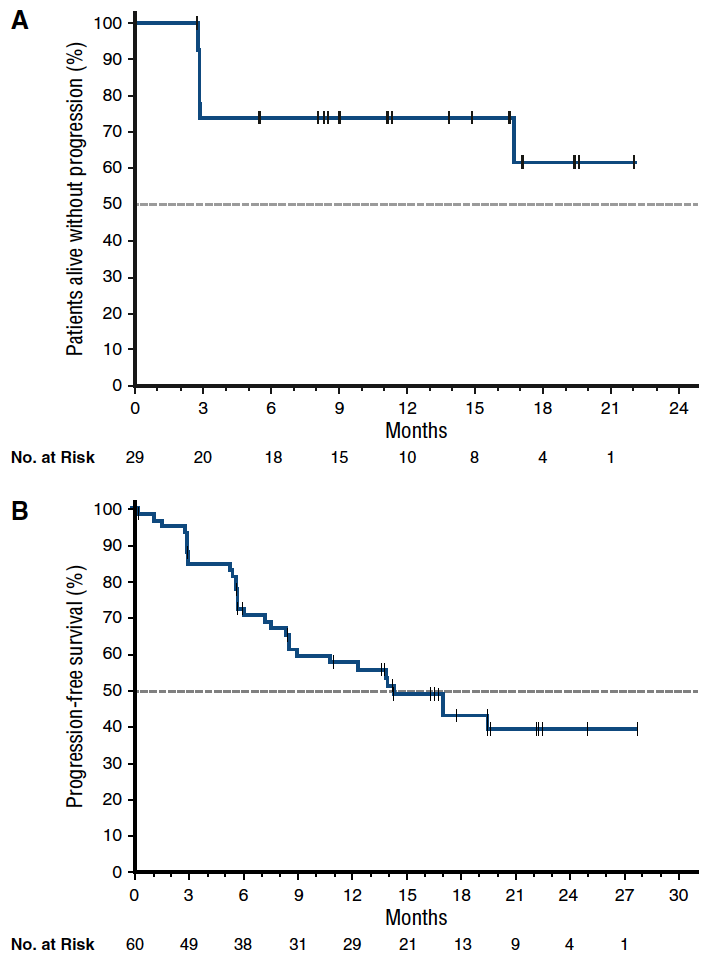 A
Patients alive without progression (%)
100
90
80
70
60
50
40
30
20
10
0
0 3 6 9 12 15 18 21 24
Months
No. at Risk 29 20 18 15 10 8 4 1
B
Progression-free survival (%)
100
90
80
70
60
50
40
30
20
10
0
0 3 6 9 12 15 18 21 24 27 30
Months
No. at Risk 60 49 38 31 29 21 13 9 4 1